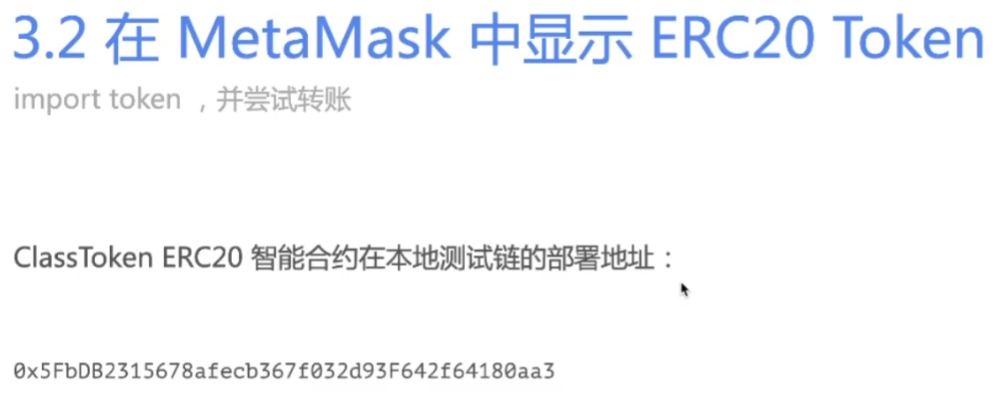 3.2 在 MetaMask 中显示 ERC20 Token
import token ，并尝试转账
ClassToken ERC20 智能合约在本地测试链的部署地址：
0x5FbDB2315678afecb367f032d93F642f64180aa3